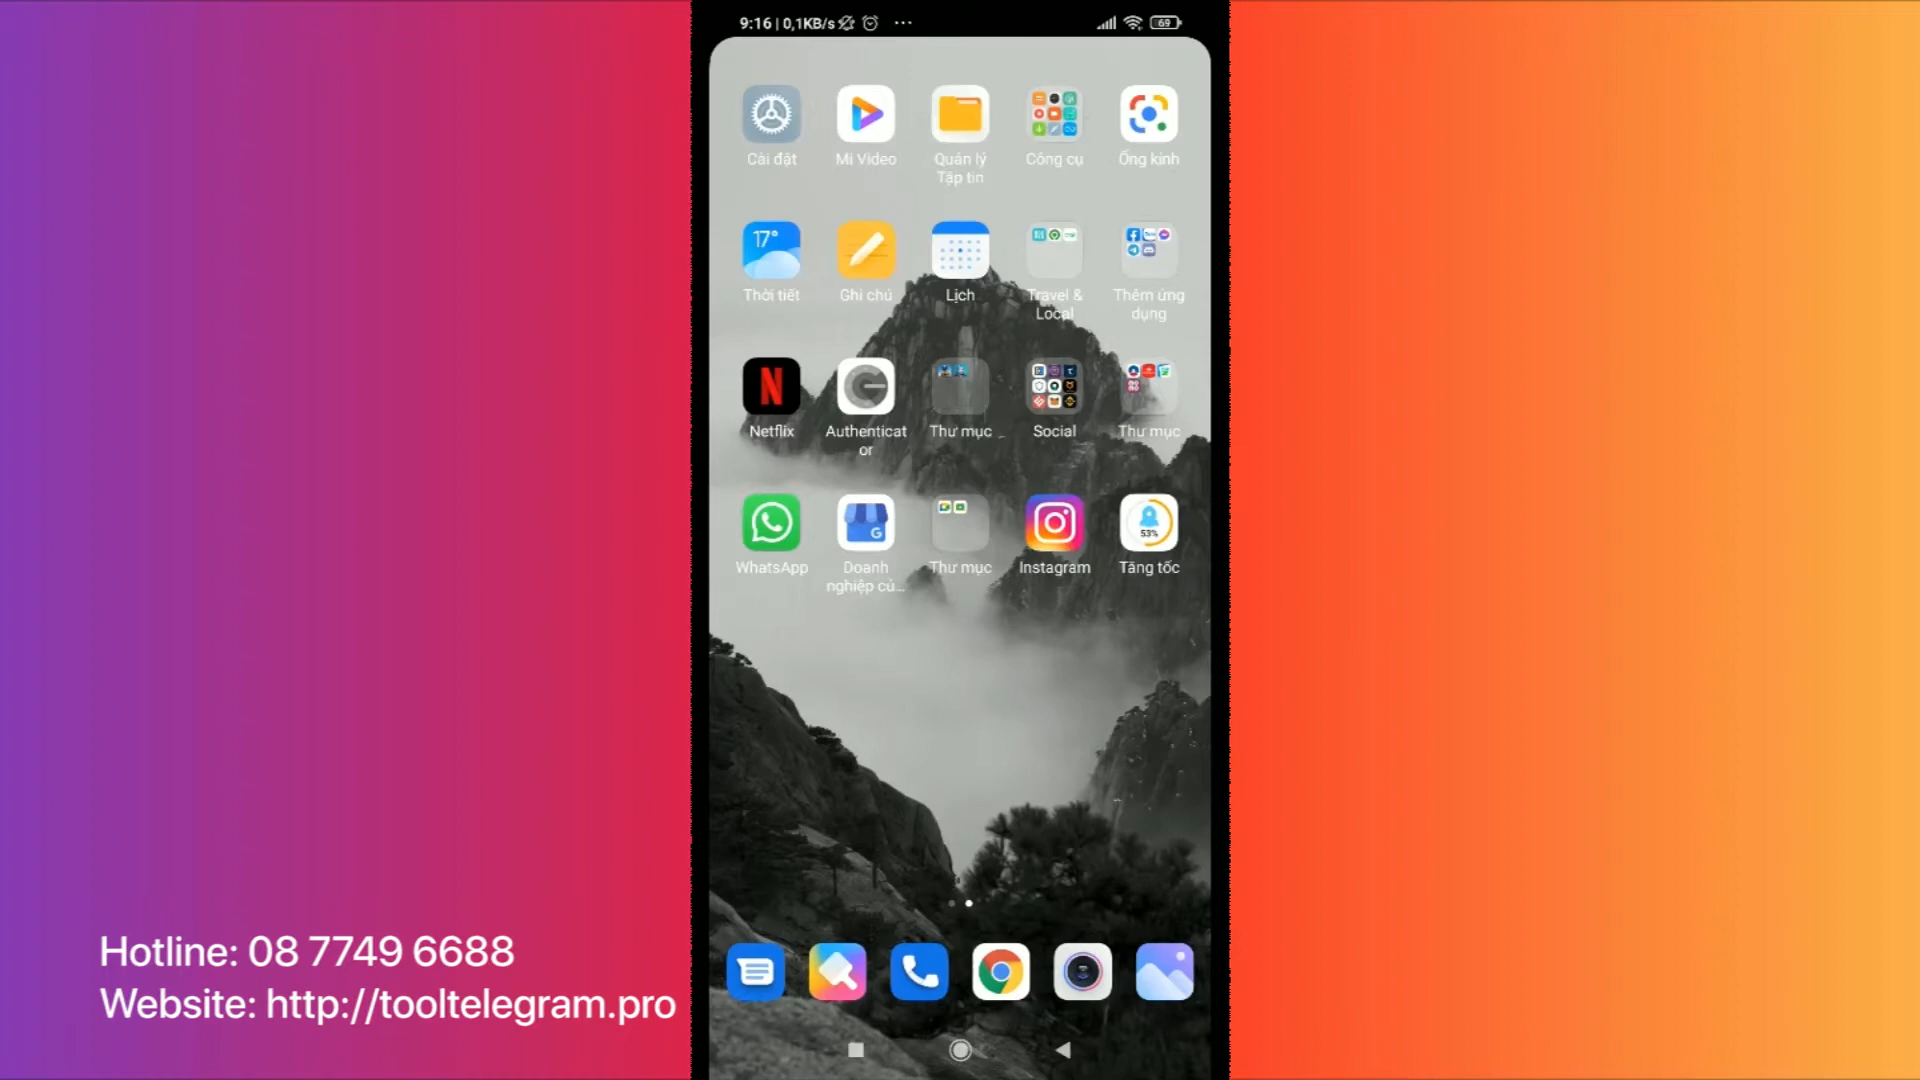 9:16 | 0,1KB/s
69
Cài đặt
Mi Video
Quản lý
Tập tin
Công cụ
Ống kính
17°
Thời tiết
Ghi chú
Lịch
Travel &
Local
Thêm ứng
dụng
Netflix
Authenticat
or
Thư mục
Social
Thư mục
G
53%
WhatsApp
Doanh
nghiệp củ...
Thư mục
Instagram
Tăng tốc
Hotline: 08 7749 6688
Website: http://tooltelegram.pro